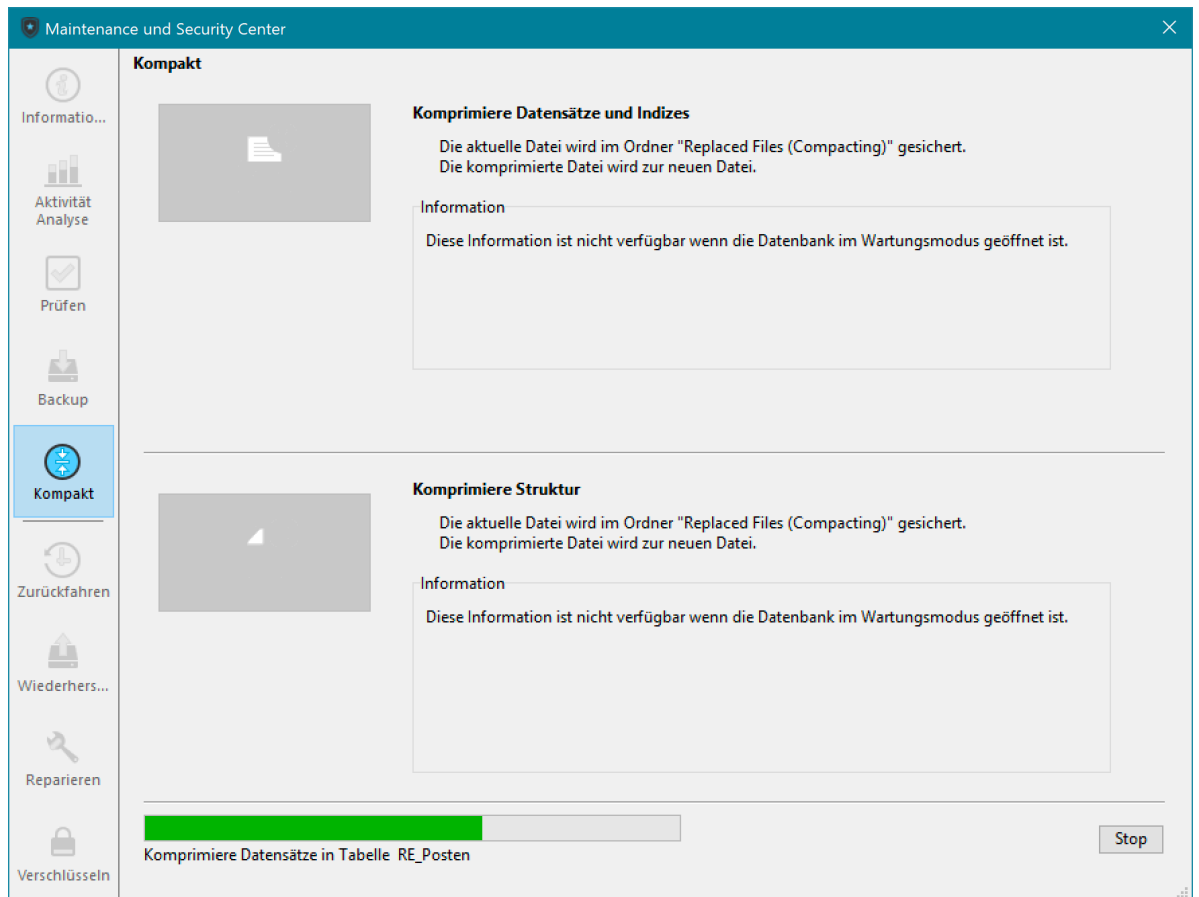 Maintenance und Security Center
Kompakt
Informatio...
Aktivität
Analyse
Prüfen
Backup
Kompakt
Zurückfahren
Wiederhers...
Reparieren
Verschlüsseln
Komprimiere Datensätze und Indizes
Die aktuelle Datei wird im Ordner "Replaced Files (Compacting)" gesichert.
Die komprimierte Datei wird zur neuen Datei.
Information
Diese Information ist nicht verfügbar wenn die Datenbank im Wartungsmodus geöffnet ist.
Komprimiere Struktur
Die aktuelle Datei wird im Ordner "Replaced Files (Compacting)" gesichert.
Die komprimierte Datei wird zur neuen Datei.
Information
Diese Information ist nicht verfügbar wenn die Datenbank im Wartungsmodus geöffnet ist.
Komprimiere Datensätze in Tabelle RE_Posten
Stop